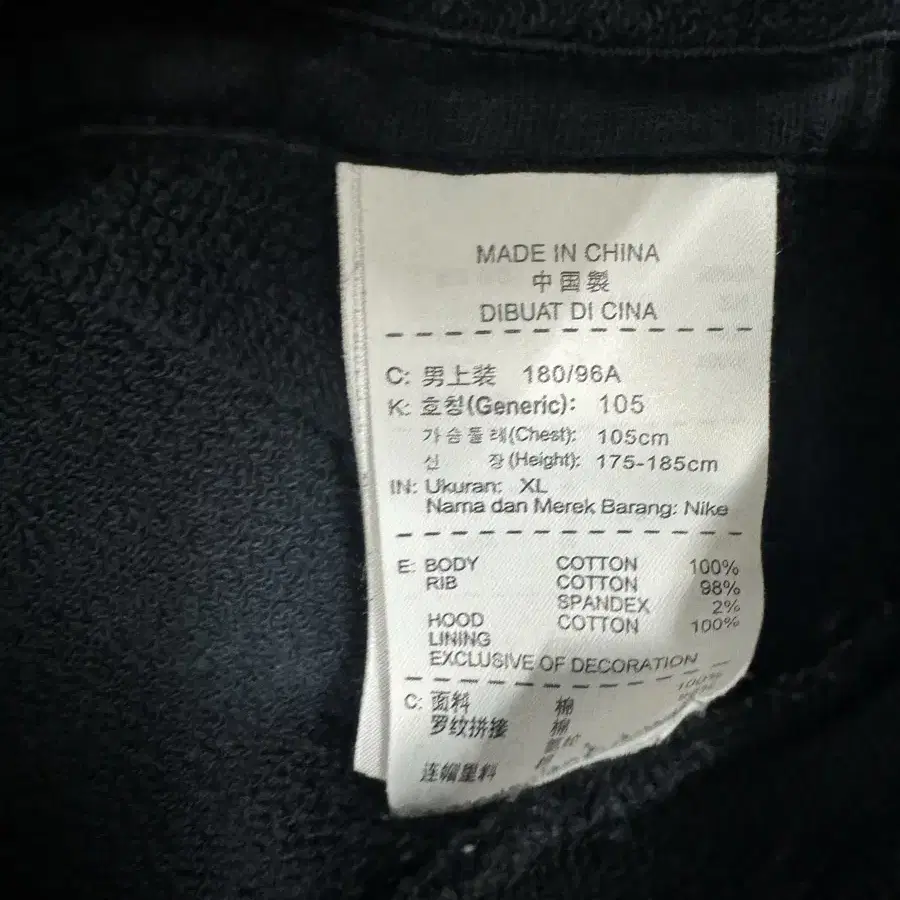 MADE IN CHINA
中国製
DIBUAT DI CINA
C: 男上装 180/96A
K: 호칭(Generic): 105
가슴둘레(Chest): 105cm
신 장(Height): 175-185cm
IN: Ukuran: XL
Nama dan Merek Barang: Nike
E: BODY COTTON 100%
RIB COTTON 98%
SPANDEX 2%
HOOD COTTON 100%
LINING
EXCLUSIVE OF DECORATION
C: 面料 棉 100%
罗纹拼接 棉
连帽里料